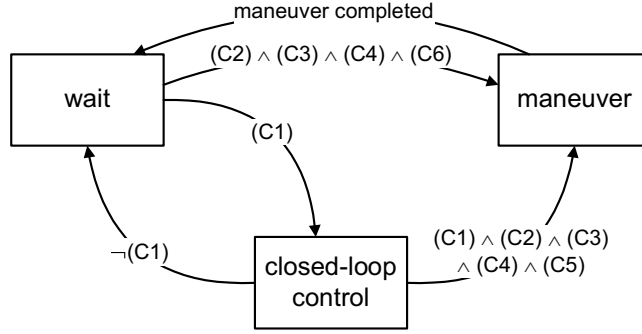 maneuver completed
(C2) ∧ (C3) ∧ (C4) ∧ (C6)
wait
maneuver
(C1)
¬(C1)
closed-loop
control
(C1) ∧ (C2) ∧ (C3)
∧ (C4) ∧ (C5)